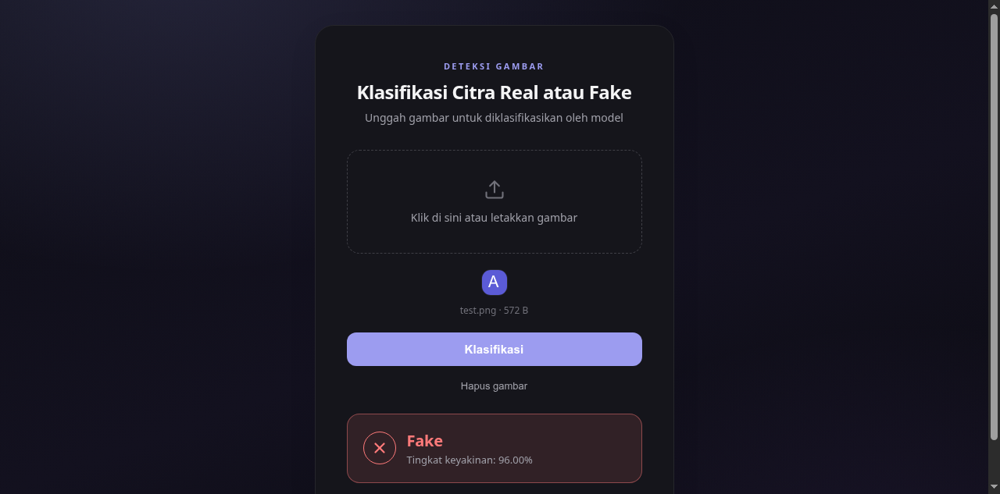 DETEKSI GAMBAR
Klasifikasi Citra Real atau Fake
Unggah gambar untuk diklasifikasikan oleh model
Klik di sini atau letakkan gambar
A
test.png · 572 B
Klasifikasi
Hapus gambar
Fake
Tingkat keyakinan: 96.00%